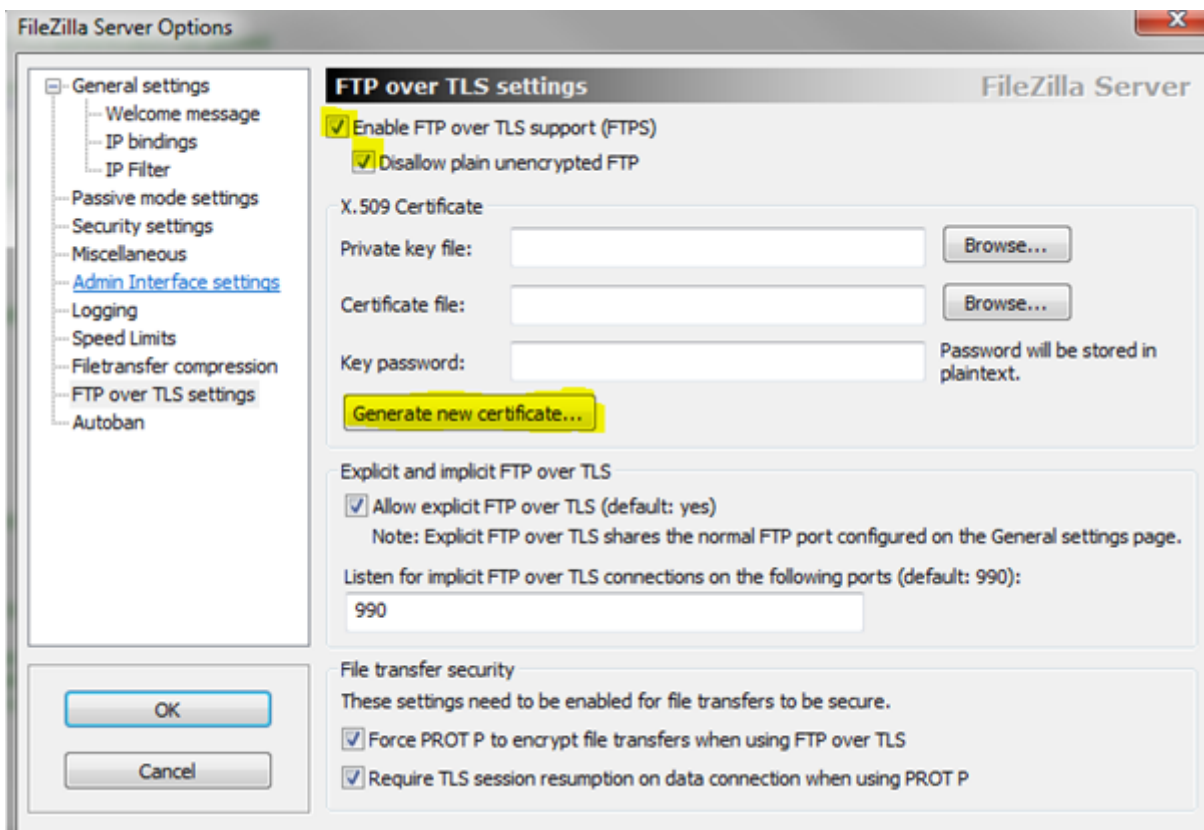 FileZilla Server Options
X
General settings
Welcome message
IP bindings
IP Filter
Passive mode settings
Security settings
Miscellaneous
Admin Interface settings
Logging
Speed Limits
Filetransfer compression
FTP over TLS settings
Autoban
OK
Cancel
FTP over TLS settings
FileZilla Server
Enable FTP over TLS support (FTPS)
Disallow plain unencrypted FTP
X.509 Certificate
Private key file:
Browse...
Certificate file:
Browse...
Key password:
Password will be stored in
plaintext.
Generate new certificate...
Explicit and implicit FTP over TLS
Allow explicit FTP over TLS (default: yes)
Note: Explicit FTP over TLS shares the normal FTP port configured on the General settings page.
Listen for implicit FTP over TLS connections on the following ports (default: 990):
990
File transfer security
These settings need to be enabled for file transfers to be secure.
Force PROT P to encrypt file transfers when using FTP over TLS
Require TLS session resumption on data connection when using PROT P